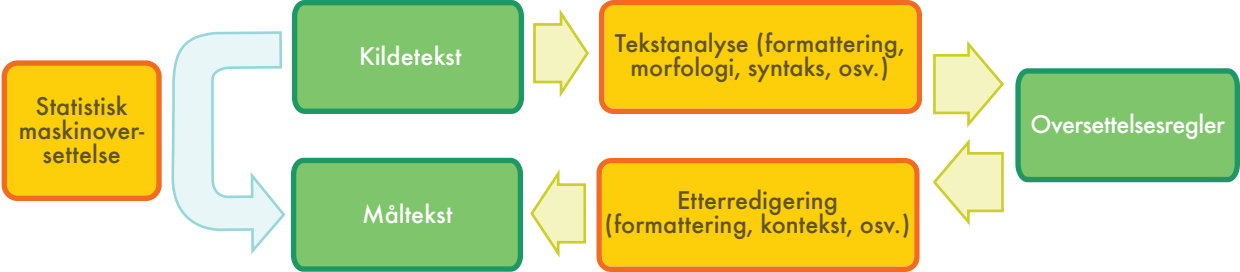 Statistisk
maskinover-
settelse
Kildetekst
Tekstanalyse (formattering,
morfologi, syntaks, osv.)
Oversettelsesregler
Etterredigering
(formattering, kontekst, osv.)
Måltekst